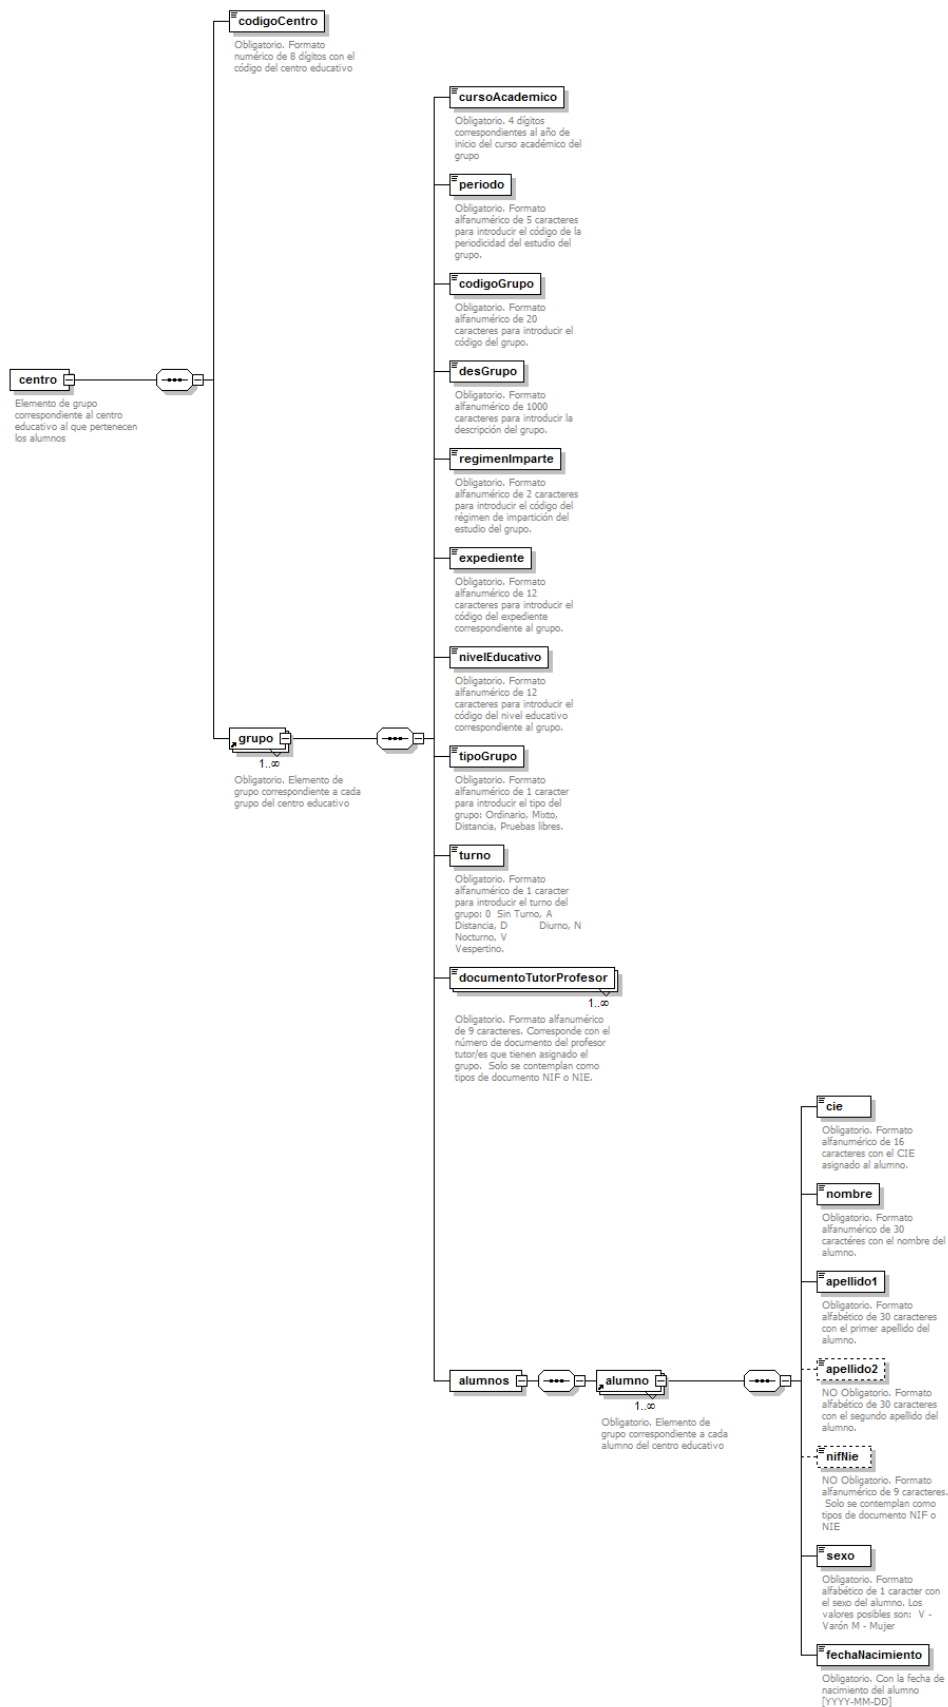 codigoCentro
Obligatorio. Formato
numérico de 8 dígitos con el
código del centro educativo
cursoAcademico
Obligatorio. 4 dígitos
correspondientes al año de
inicio del curso académico del
grupo
periodo
Obligatorio. Formato
alfanumérico de 5 caracteres
para introducir el código de la
periodicidad del estudio del
grupo.
codigoGrupo
Obligatorio. Formato
alfanumérico de 20
caracteres para introducir el
código del grupo.
centro
Elemento de grupo
correspondiente al centro
educativo al que pertenecen
los alumnos
desGrupo
Obligatorio. Formato
alfanumérico de 1000
caracteres para introducir la
descripción del grupo.
regimenImparte
Obligatorio. Formato
alfanumérico de 2 caracteres
para introducir el código del
régimen de impartición del
estudio del grupo.
expediente
Obligatorio. Formato
alfanumérico de 12
caracteres para introducir el
código del expediente
correspondiente al grupo.
nivelEducativo
Obligatorio. Formato
alfanumérico de 12
caracteres para introducir el
código del nivel educativo
correspondiente al grupo.
grupo
1..∞
Obligatorio. Elemento de
grupo correspondiente a cada
grupo del centro educativo
tipoGrupo
Obligatorio. Formato
alfanumérico de 1 caracter
para introducir el tipo del
grupo: Ordinario, Mixto,
Distancia, Pruebas libres.
turno
Obligatorio. Formato
alfanumérico de 1 caracter
para introducir el turno del
grupo: 0 Sin Turno, A
Distancia, D Diurno, N
Nocturno, V
Vespertino.
documentoTutorProfesor
1..∞
Obligatorio. Formato alfanumérico
de 9 caracteres. Corresponde con el
número de documento del profesor
tutor/es que tienen asignado el
grupo. Solo se contemplan como
tipos de documento NIF o NIE.
cie
Obligatorio. Formato
alfanumérico de 16
caracteres con el CIE
asignado al alumno.
nombre
Obligatorio. Formato
alfanumérico de 30
caractéres con el nombre del
alumno.
apellido1
Obligatorio. Formato
alfabético de 30 caracteres
con el primer apellido del
alumno.
alumnos
alumno
1..∞
Obligatorio. Elemento de
grupo correspondiente a cada
alumno del centro educativo
apellido2
NO Obligatorio. Formato
alfabético de 30 caracteres
con el segundo apellido del
alumno.
nifNie
NO Obligatorio. Formato
alfanumérico de 9 caracteres.
Solo se contemplan como
tipos de documento NIF o
NIE
sexo
Obligatorio. Formato
alfabético de 1 caracter con
el sexo del alumno. Los
valores posibles son: V -
Varón M - Mujer
fechaNacimiento
Obligatorio. Con la fecha de
nacimiento del alumno
[YYYY-MM-DD]